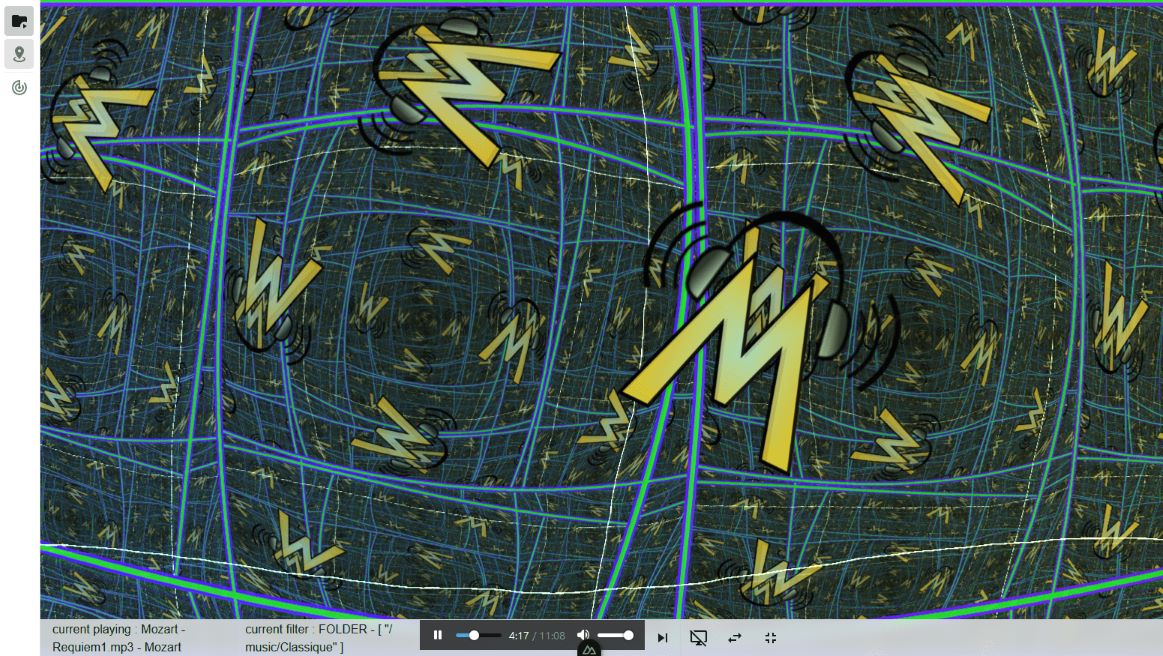 current playing : Mozart -
Requiem1.mp3 - Mozart
current filter : FOLDER - [ "/
music/Classique" ]
4:17 / 11:08